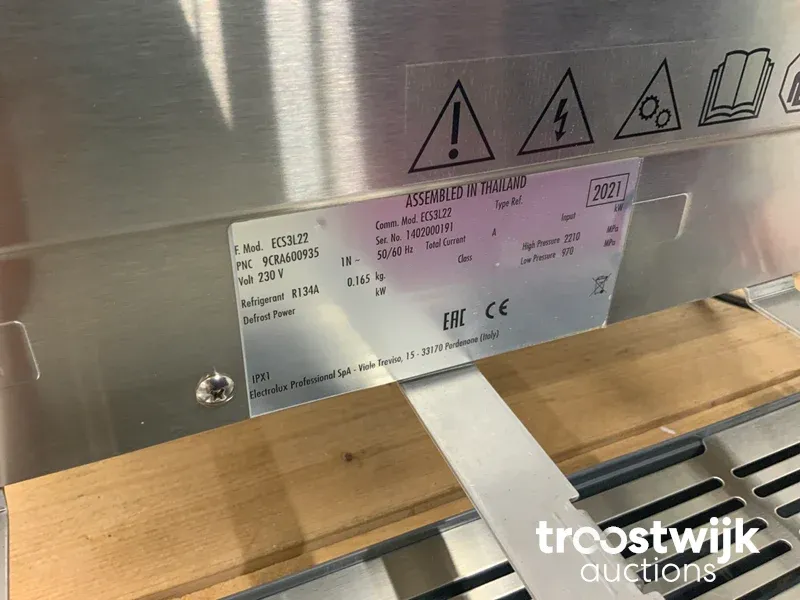 ASSEMBLED IN THAILAND
2021
F. Mod. ECS3L22
Comm. Mod. ECS3L22
Type Ref.
PNC 9CRA600935
Ser. No. 1402000191
Volt 230 V
1N ~
50/60 Hz
Total Current
A
Input
kW
Refrigerant R134A
0.165 kg.
Class
High Pressure 2210
MPa
Defrost Power
kW
Low Pressure 970
MPa
EAC CE
IPX1
Electrolux Professional SpA - Viale Treviso, 15 - 33170 Pordenone (Italy)
troostwijk
auctions